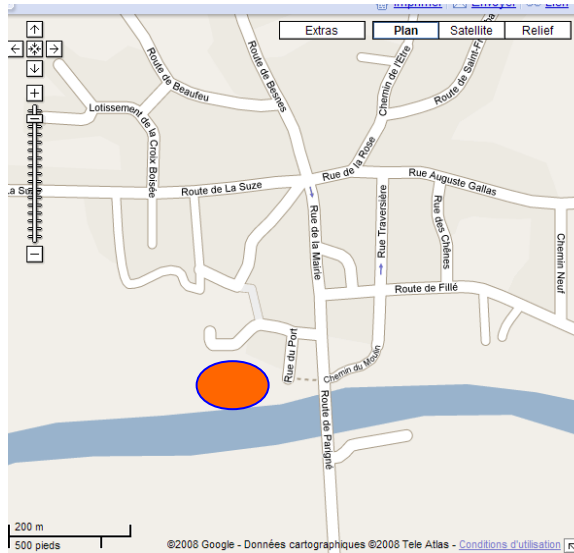 Imprimer Envoyer Lien
Extras Plan Satellite Relief
Route de Beaufeu
Route de Besnes
Chemin de l'Etre
Route de Saint-Fr
Lotissement de la Croix Boisée
Rue de la Rose
Rue Auguste Gallas
Route de La Suze
Rue de la Mairie
Rue Traversière
Rue des Chênes
Chemin Neuf
Route de Fillé
Rue du Port
Chemin du Moulin
Route de Parigné
200 m
500 pieds
©2008 Google - Données cartographiques ©2008 Tele Atlas - Conditions d'utilisation